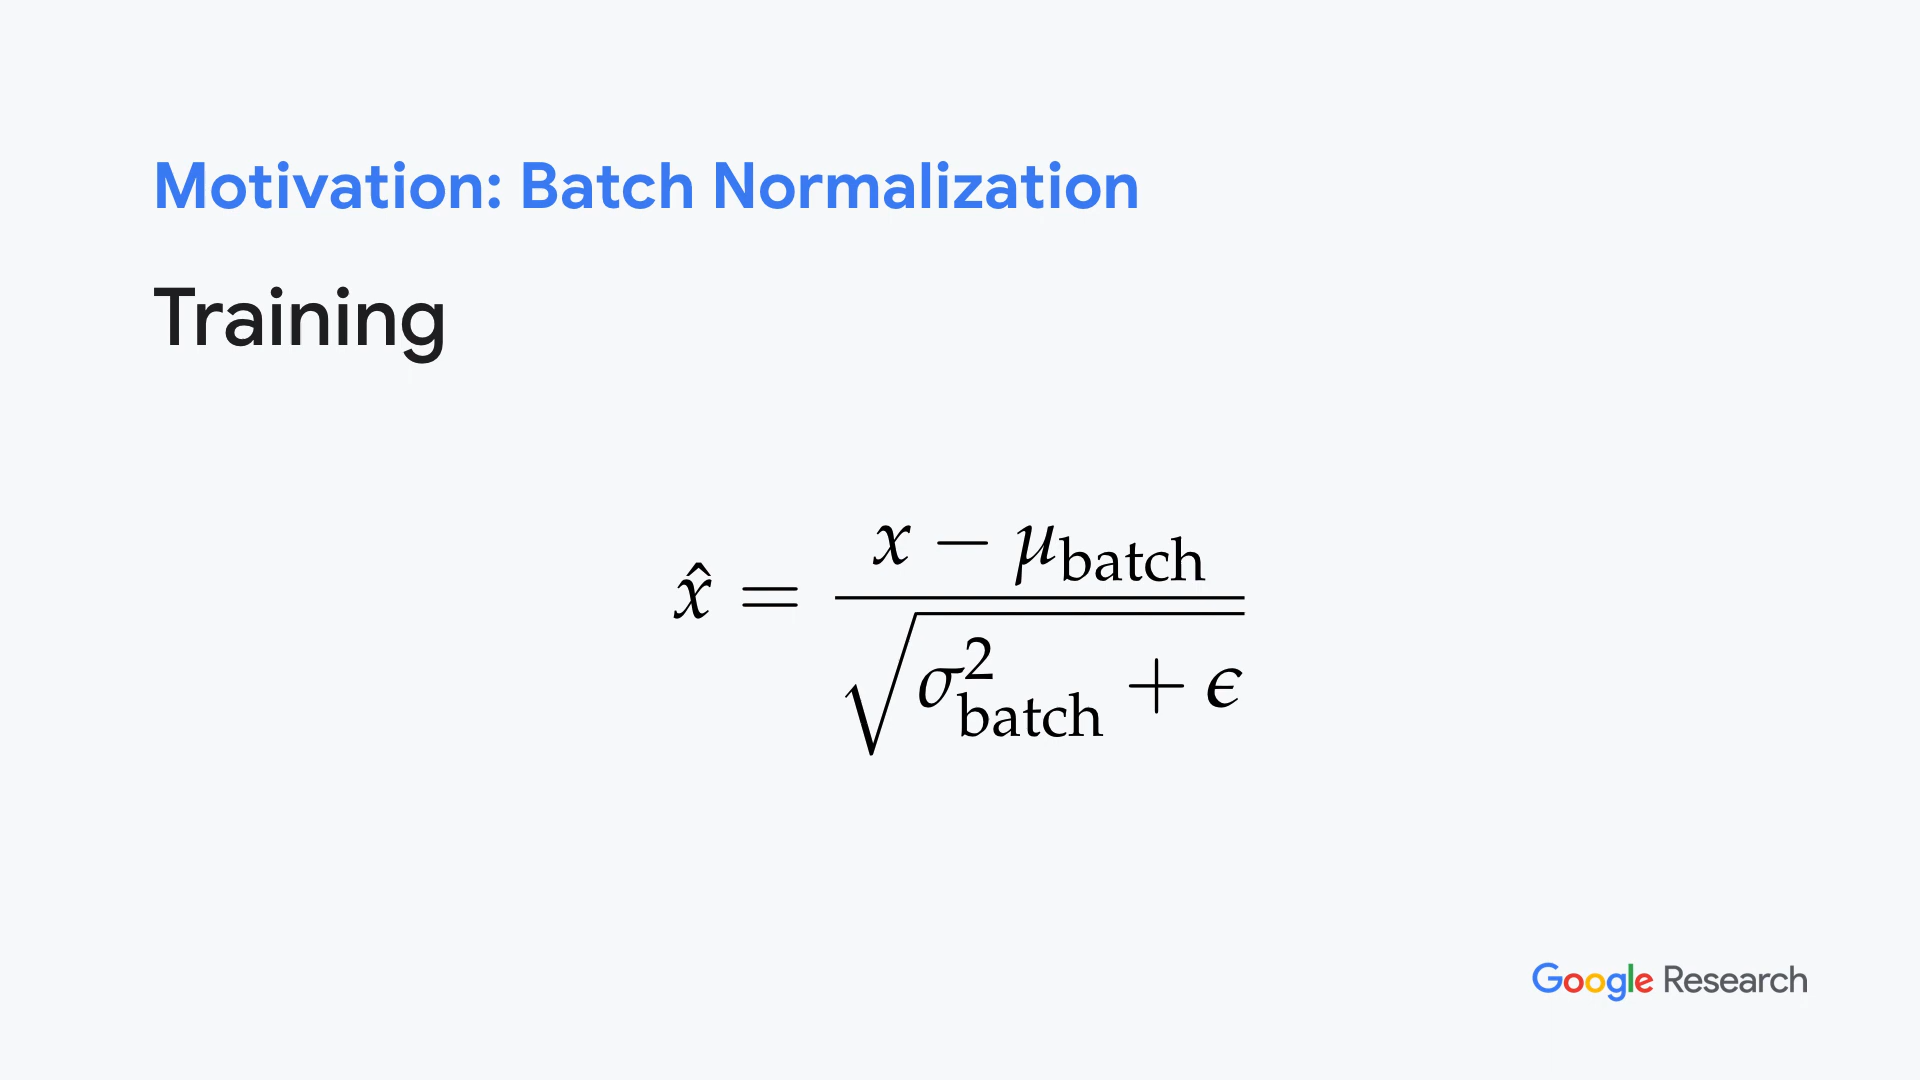 Motivation: Batch Normalization
Training
x̂ = (x − μ_batch) / √(σ²_batch + ϵ)
Google Research